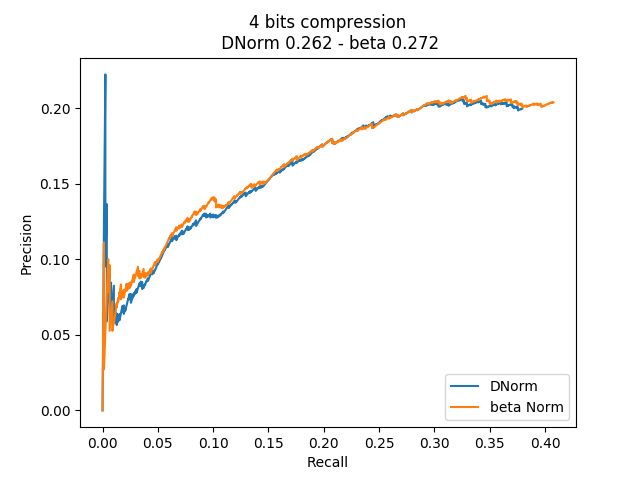 4 bits compression
DNorm 0.262 - beta 0.272
Precision
0.20
0.15
0.10
0.05
0.00
0.00 0.05 0.10 0.15 0.20 0.25 0.30 0.35 0.40
Recall
DNorm
beta Norm